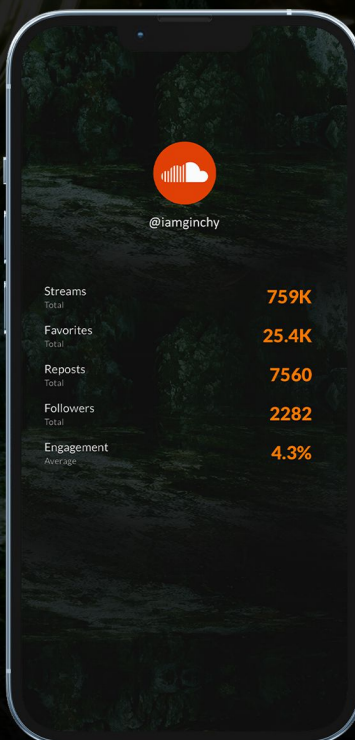 @iamginchy
Streams
Total
759K
Favorites
Total
25.4K
Reposts
Total
7560
Followers
Total
2282
Engagement
Average
4.3%